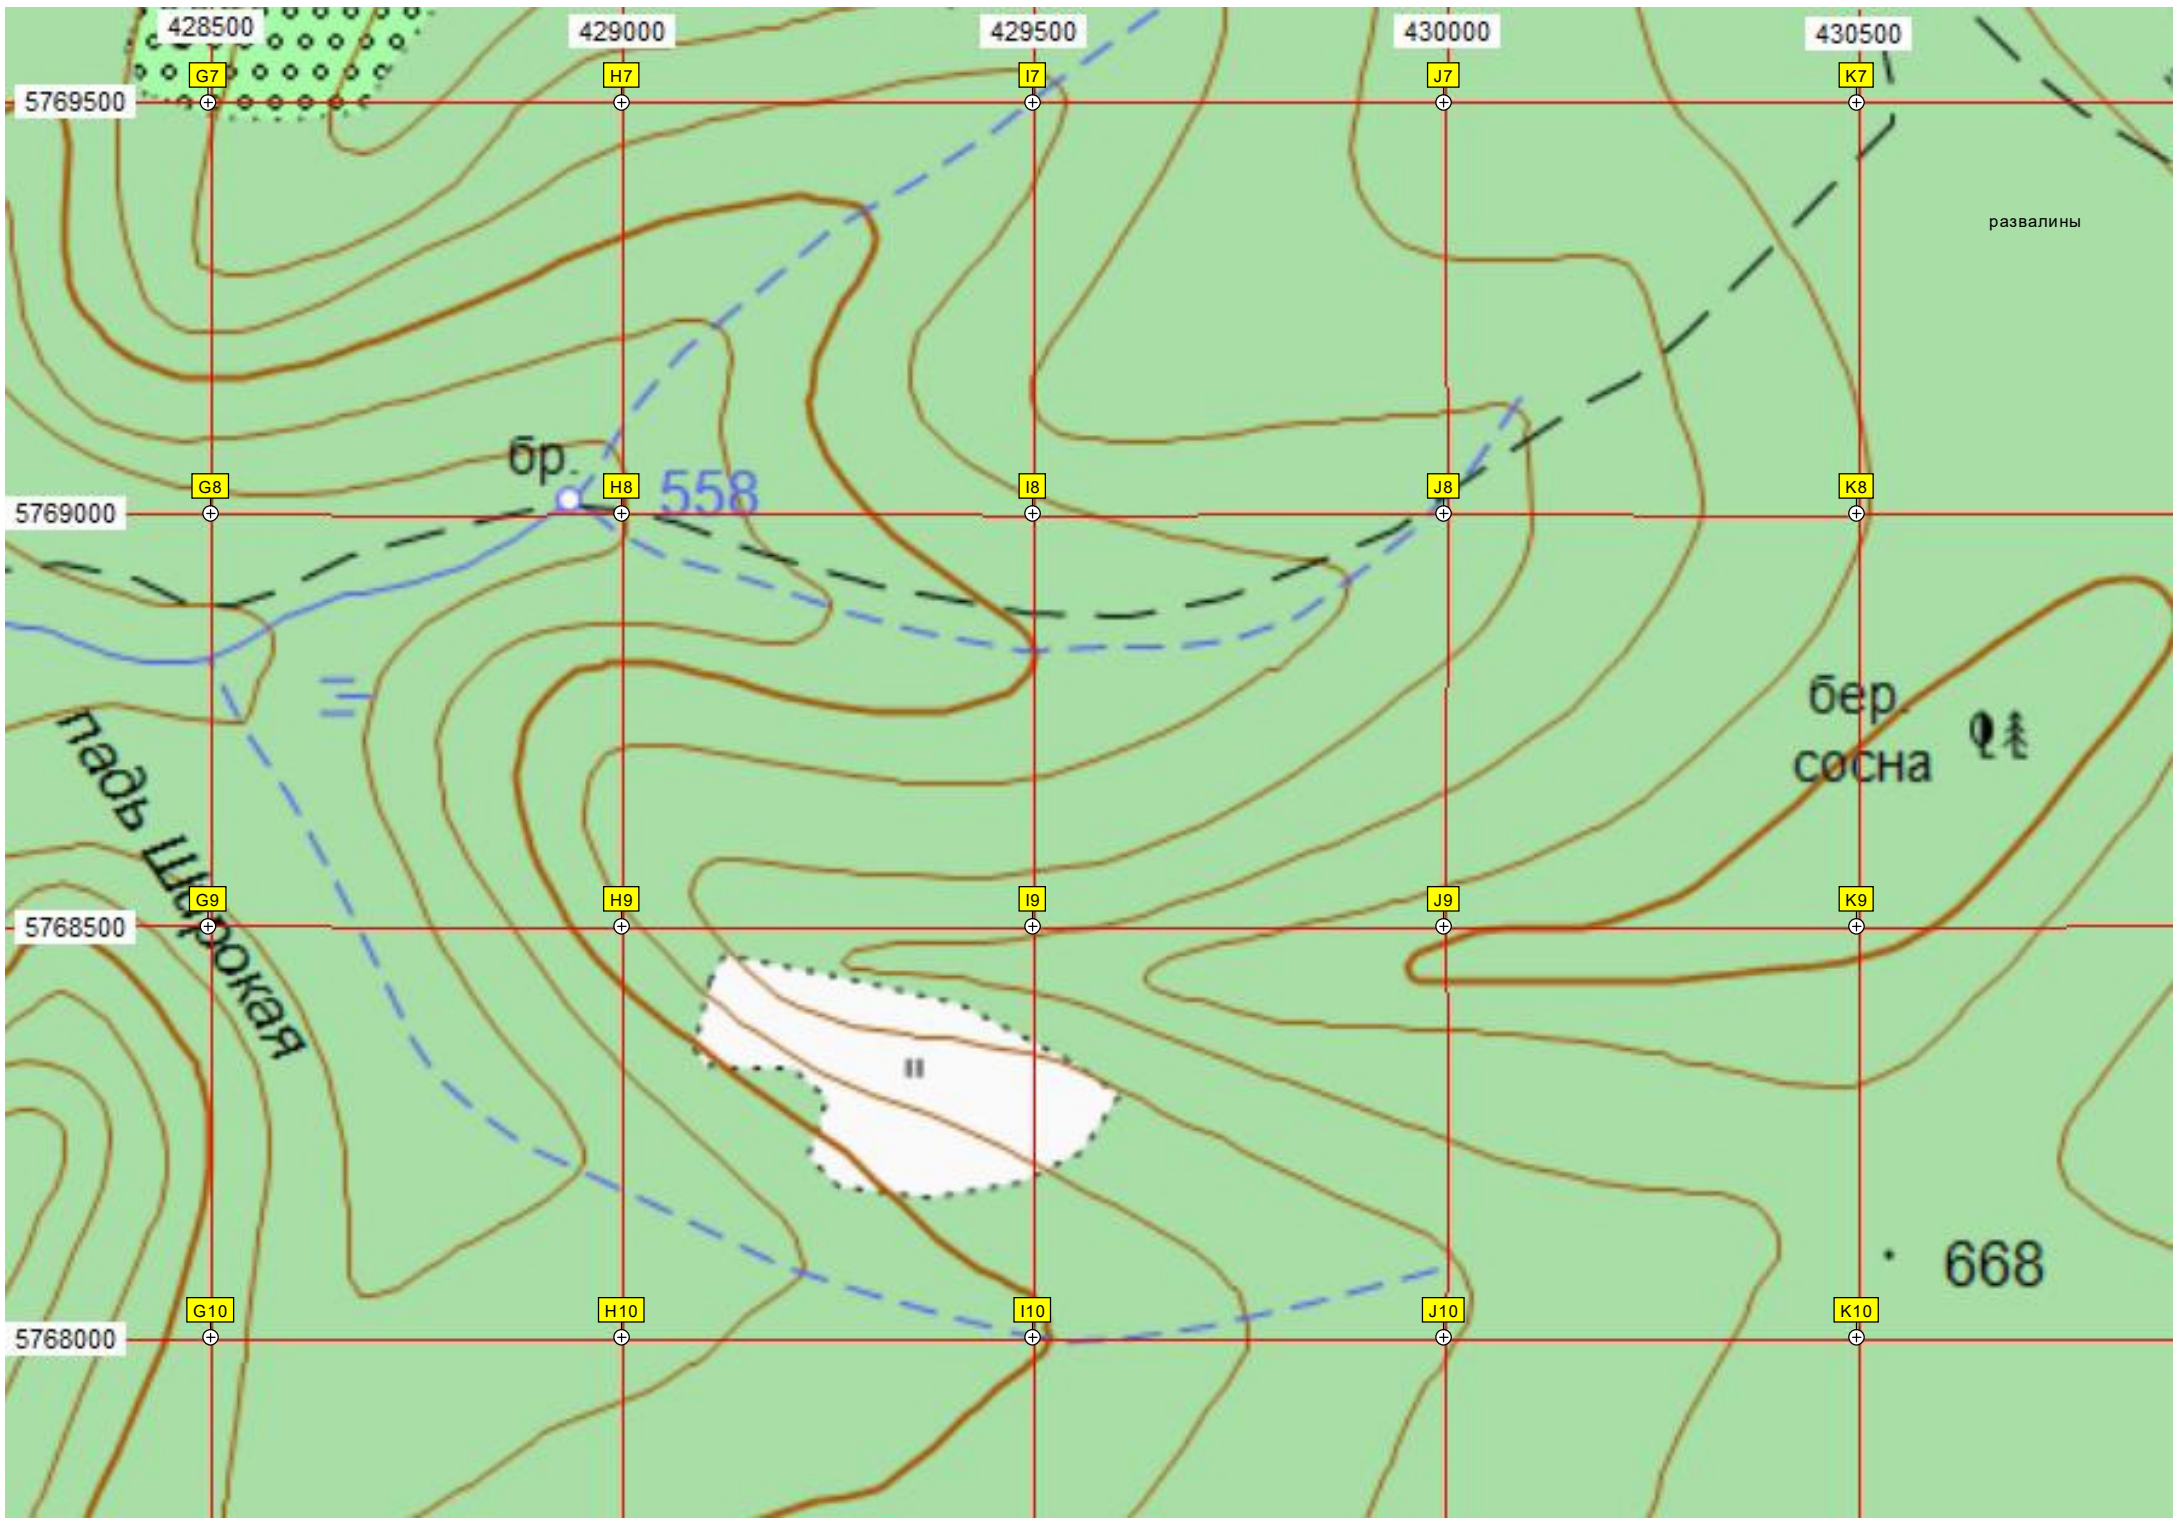 428500
429000
429500
430000
430500
G7
H7
I7
J7
K7
5769500
развалины
бр.
558
G8
H8
I8
J8
K8
5769000
бер.
сосна
падь Широкая
G9
H9
I9
J9
K9
5768500
668
G10
H10
I10
J10
K10
5768000